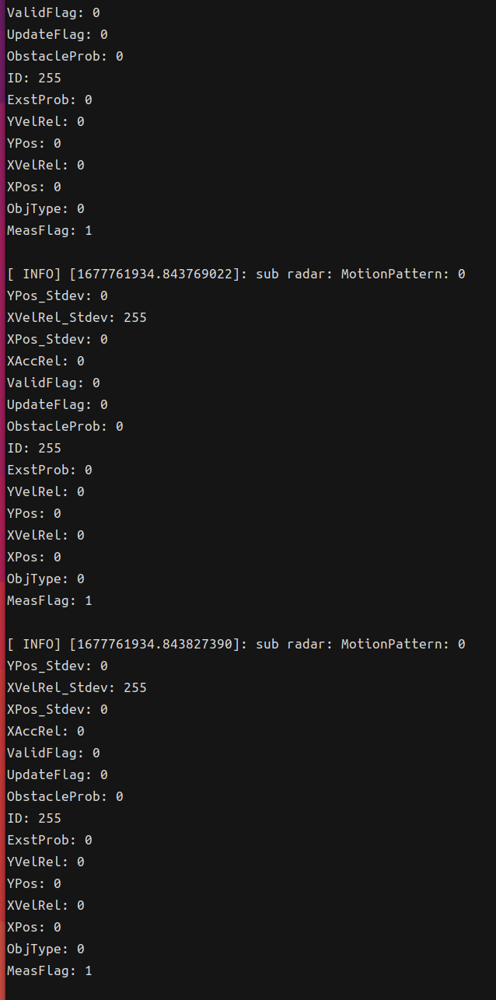 ValidFlag: 0
UpdateFlag: 0
ObstacleProb: 0
ID: 255
ExstProb: 0
YVelRel: 0
YPos: 0
XVelRel: 0
XPos: 0
ObjType: 0
MeasFlag: 1
[ INFO] [1677761934.843769022]: sub radar: MotionPattern: 0
YPos_Stdev: 0
XVelRel_Stdev: 255
XPos_Stdev: 0
XAccRel: 0
ValidFlag: 0
UpdateFlag: 0
ObstacleProb: 0
ID: 255
ExstProb: 0
YVelRel: 0
YPos: 0
XVelRel: 0
XPos: 0
ObjType: 0
MeasFlag: 1
[ INFO] [1677761934.843827390]: sub radar: MotionPattern: 0
YPos_Stdev: 0
XVelRel_Stdev: 255
XPos_Stdev: 0
XAccRel: 0
ValidFlag: 0
UpdateFlag: 0
ObstacleProb: 0
ID: 255
ExstProb: 0
YVelRel: 0
YPos: 0
XVelRel: 0
XPos: 0
ObjType: 0
MeasFlag: 1